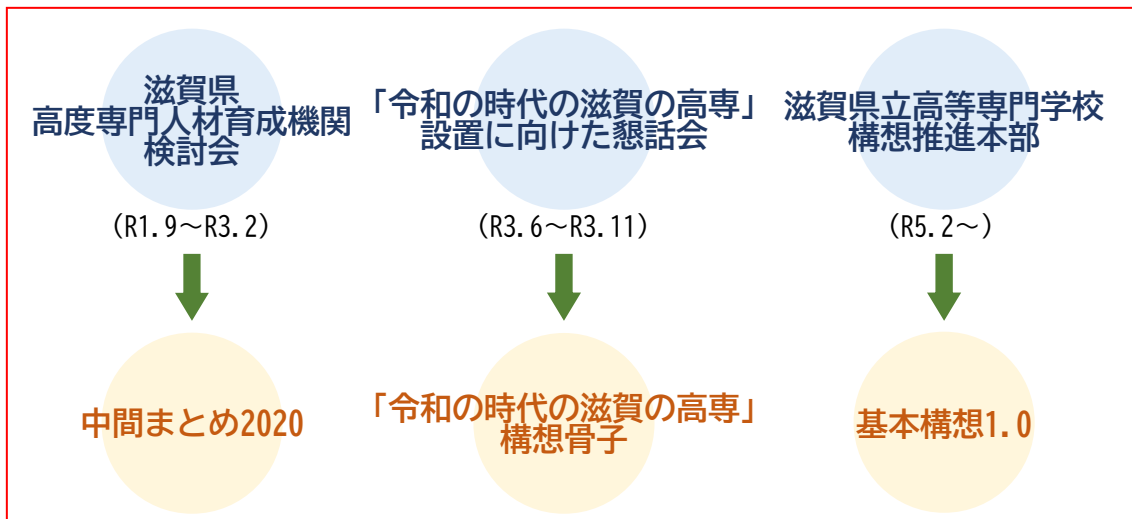 滋賀県
高度専門人材育成機関
検討会
(R1.9～R3.2)
中間まとめ2020
「令和の時代の滋賀の高専」
設置に向けた懇話会
(R3.6～R3.11)
「令和の時代の滋賀の高専」
構想骨子
滋賀県立高等専門学校
構想推進本部
(R5.2～)
基本構想1.0